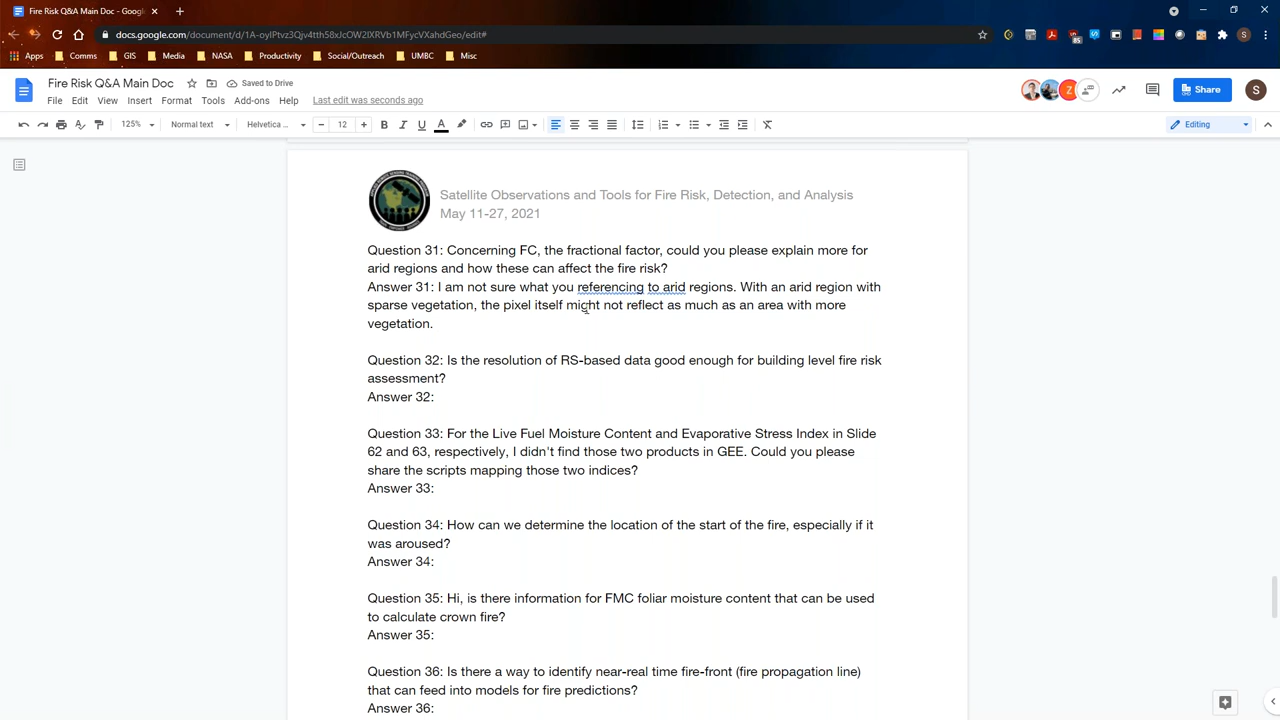 Fire Risk Q&A Main Doc - Googl
docs.google.com/document/d/1A-oyIPtvz3Qjv4tth58xJcOW2lXRVb1MFycVXahdGeo/edit#
Apps Comms GIS Media NASA Productivity Social/Outreach UMBC Misc
Fire Risk Q&A Main Doc Saved to Drive
File Edit View Insert Format Tools Add-ons Help Last edit was seconds ago
Share S
125% Normal text Helvetica ... 12 Editing
Satellite Observations and Tools for Fire Risk, Detection, and Analysis
May 11-27, 2021
Question 31: Concerning FC, the fractional factor, could you please explain more for
arid regions and how these can affect the fire risk?
Answer 31: I am not sure what you referencing to arid regions. With an arid region with
sparse vegetation, the pixel itself might not reflect as much as an area with more
vegetation.
Question 32: Is the resolution of RS-based data good enough for building level fire risk
assessment?
Answer 32:
Question 33: For the Live Fuel Moisture Content and Evaporative Stress Index in Slide
62 and 63, respectively, I didn't find those two products in GEE. Could you please
share the scripts mapping those two indices?
Answer 33:
Question 34: How can we determine the location of the start of the fire, especially if it
was aroused?
Answer 34:
Question 35: Hi, is there information for FMC foliar moisture content that can be used
to calculate crown fire?
Answer 35:
Question 36: Is there a way to identify near-real time fire-front (fire propagation line)
that can feed into models for fire predictions?
Answer 36: